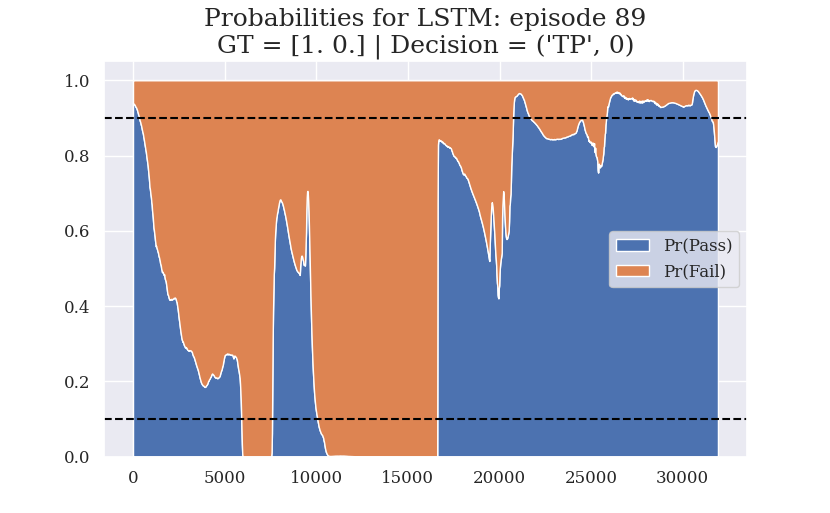 Probabilities for LSTM: episode 89
GT = [1. 0.] | Decision = ('TP', 0)
1.0
0.8
0.6
0.4
0.2
0.0
Pr(Pass)
Pr(Fail)
0 5000 10000 15000 20000 25000 30000